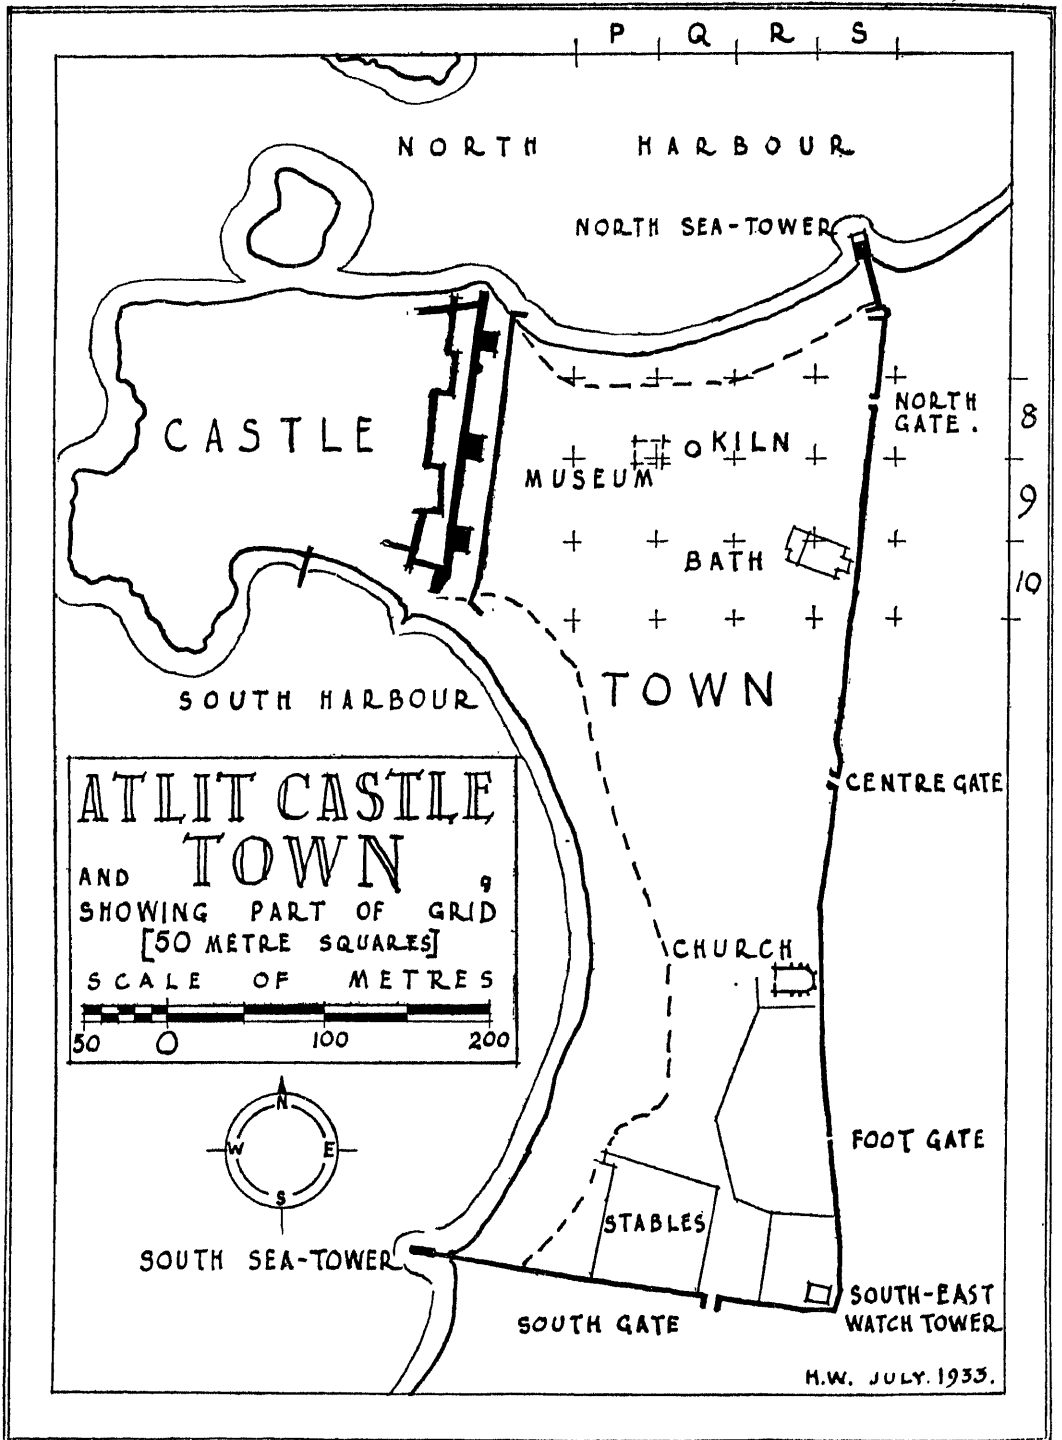 P Q R S
NORTH HARBOUR
NORTH SEA-TOWER
NORTH
GATE.
8
CASTLE
KILN
MUSEUM
9
BATH
10
TOWN
SOUTH HARBOUR
ATLIT CASTLE
AND TOWN,
SHOWING PART OF GRID
[50 METRE SQUARES]
SCALE OF METRES
50 0 100 200
CENTRE GATE
CHURCH
N
W E
S
FOOT GATE
STABLES
SOUTH SEA-TOWER
SOUTH GATE
SOUTH-EAST
WATCH TOWER
H.W. JULY. 1933.